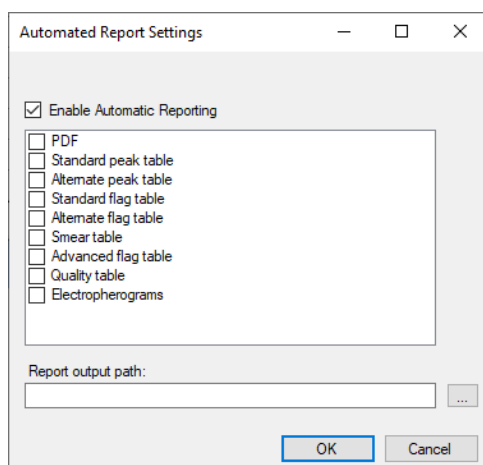 Automated Report Settings
Enable Automatic Reporting
PDF
Standard peak table
Alternate peak table
Standard flag table
Alternate flag table
Smear table
Advanced flag table
Quality table
Electropherograms
Report output path:
...
OK Cancel